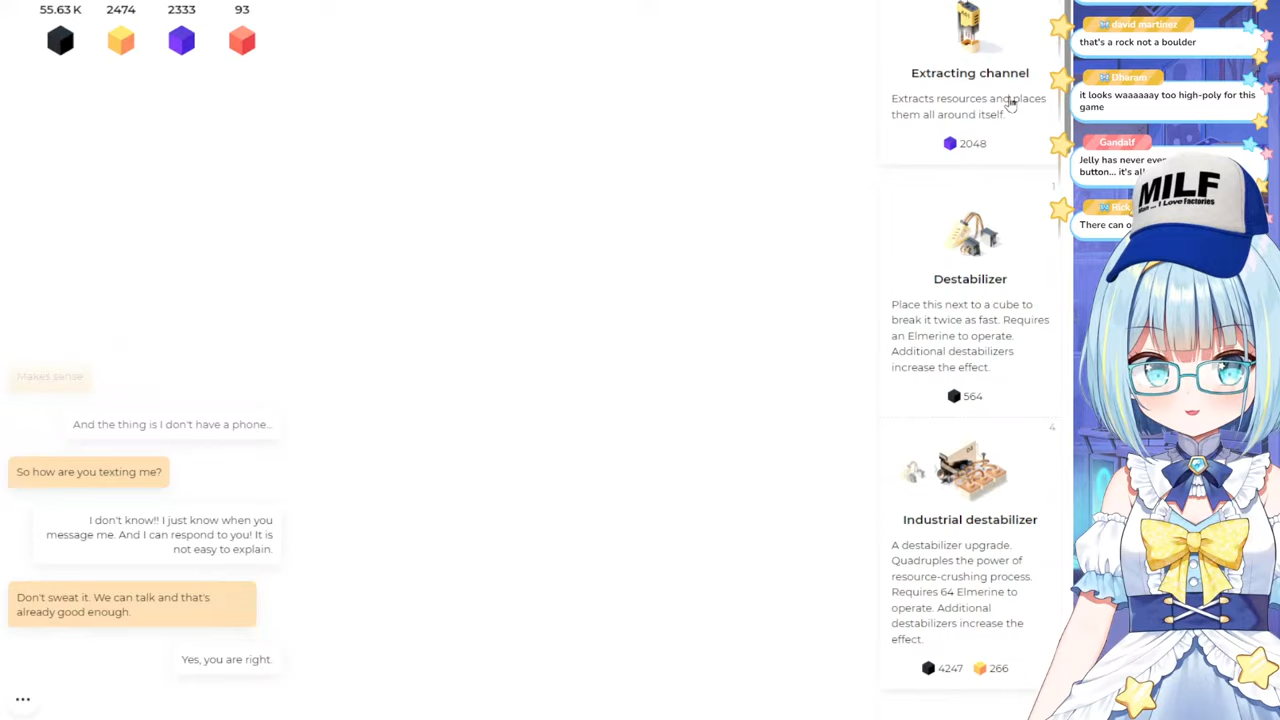 55.63 K
2474
2333
93
Makes sense
And the thing is I don't have a phone...
So how are you texting me?
I don't know!! I just know when you
message me. And I can respond to you! It is
not easy to explain.
Don't sweat it. We can talk and that's
already good enough.
Yes, you are right.
...
Extracting channel
Extracts resources and places
them all around itself.
2048
1
Destabilizer
Place this next to a cube to
break it twice as fast. Requires
an Elmerine to operate.
Additional destabilizers
increase the effect.
564
4
Industrial destabilizer
A destabilizer upgrade.
Quadruples the power of
resource-crushing process.
Requires 64 Elmerine to
operate. Additional
destabilizers increase the
effect.
4247
266
david martinez
that's a rock not a boulder
Dharam
it looks waaaaaay too high-poly for this
game
Gandalf
Jelly has never
button... it's
Rick
There can
MILF
Man ... I Love Factories